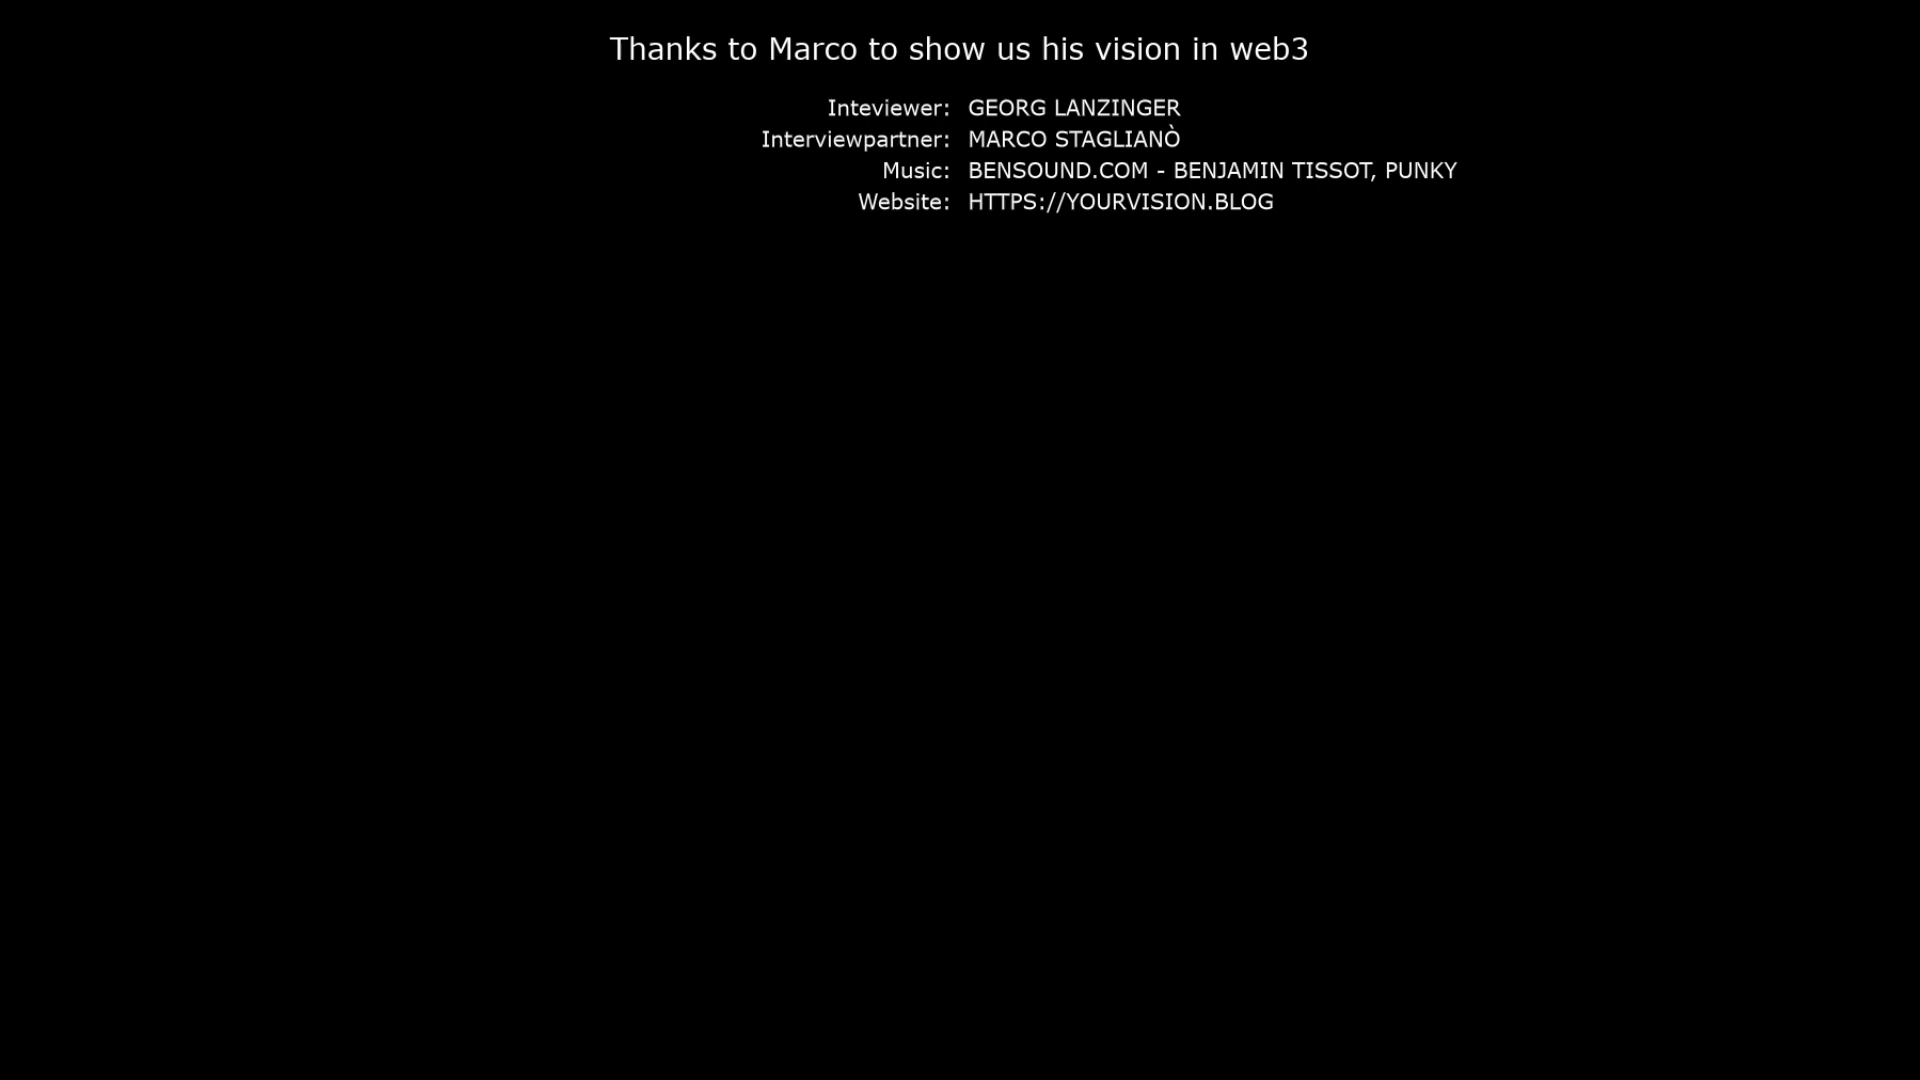 Thanks to Marco to show us his vision in web3
Inteviewer: GEORG LANZINGER
Interviewpartner: MARCO STAGLIANÒ
Music: BENSOUND.COM - BENJAMIN TISSOT, PUNKY
Website: HTTPS://YOURVISION.BLOG